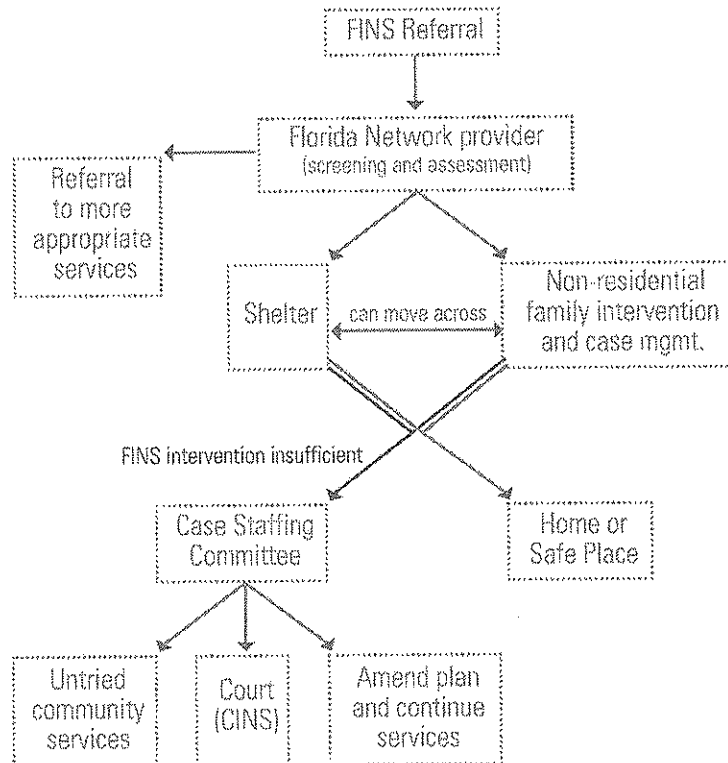 FINS Referral
Florida Network provider
(screening and assessment)
Referral
to more
appropriate
services
Shelter
can move across
Non-residential
family intervention
and case mgmt.
FINS intervention insufficient
Case Staffing
Committee
Home or
Safe Place
Untried
community
services
Court
(CINS)
Amend plan
and continue
services